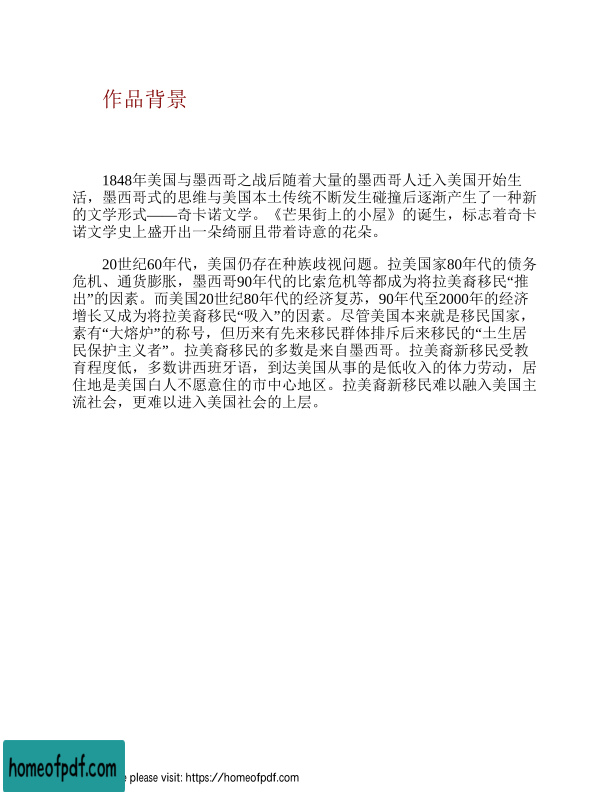 作品背景
1848年美国与墨西哥之战后随着大量的墨西哥人迁入美国开始生
活，墨西哥式的思维与美国本土传统不断发生碰撞后逐渐产生了一种新
的文学形式——奇卡诺文学。《芒果街上的小屋》的诞生，标志着奇卡
诺文学史上盛开出一朵绮丽且带着诗意的花朵。
20世纪60年代，美国仍存在种族歧视问题。拉美国家80年代的债务
危机、通货膨胀，墨西哥90年代的比索危机等都成为将拉美裔移民“推
出”的因素。而美国20世纪80年代的经济复苏，90年代至2000年的经济
增长又成为将拉美裔移民“吸入”的因素。尽管美国本来就是移民国家，
素有“大熔炉”的称号，但历来有先来移民群体排斥后来移民的“土生居
民保护主义者”。拉美裔移民的多数是来自墨西哥。拉美裔新移民受教
育程度低，多数讲西班牙语，到达美国从事的是低收入的体力劳动，居
住地是美国白人不愿意住的市中心地区。拉美裔新移民难以融入美国主
流社会，更难以进入美国社会的上层。
homeofpdf.com
e please visit: https://homeofpdf.com